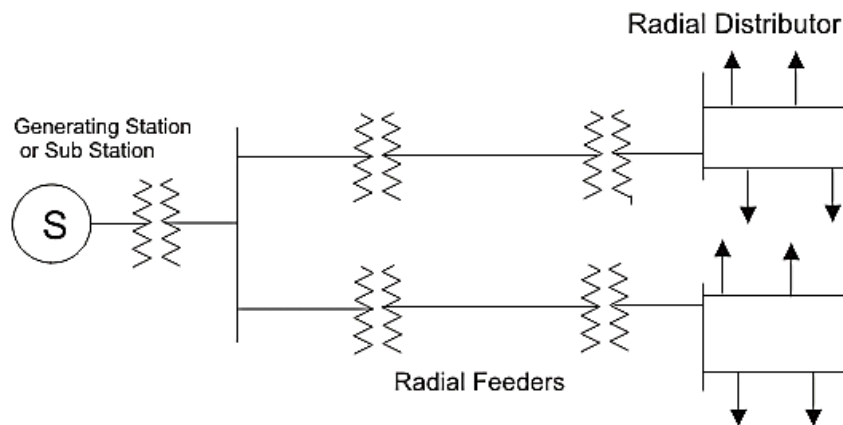 Radial Distributor
Generating Station
or Sub Station
S
Radial Feeders